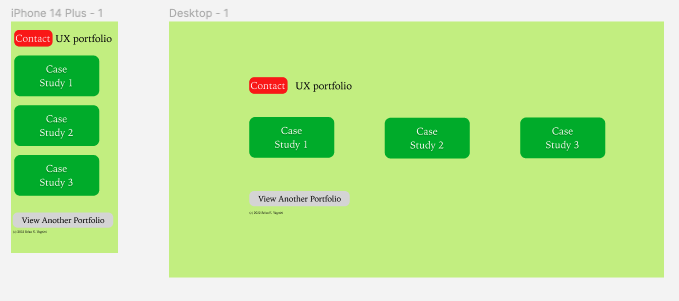 iPhone 14 Plus - 1
Contact UX portfolio
Case
Study 1
Case
Study 2
Case
Study 3
View Another Portfolio
(c) 2024 Brian R.
Desktop - 1
Contact UX portfolio
Case
Study 1
Case
Study 2
Case
Study 3
View Another Portfolio
(c) 2024 Brian R.